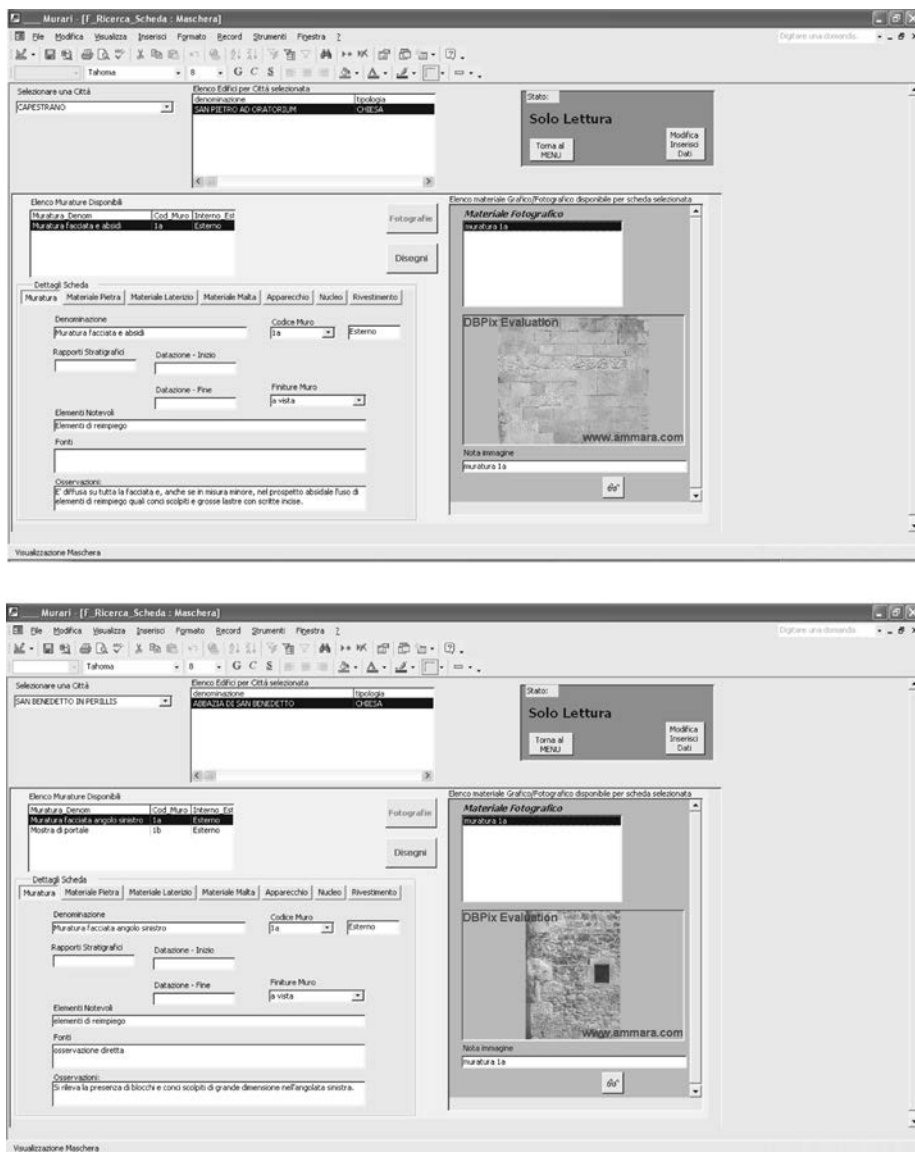 Murari - [F_Ricerca_Scheda : Maschera]
File Modifica Visualizza Inserisci Formato Record Strumenti Finestra ?
Digitare una domanda.
Tahoma 8 G C S
Selezionare una Città
CAPESTRANO
Elenco Edifici per Città selezionata
denominazione tipologia
SAN PIETRO AD ORATORIUM CHIESA
Stato:
Solo Lettura
Torna al
MENU
Modifica
Inserisci
Dati
Elenco Murature Disponibili
Muratura_Denom Cod_Muro Interno_Est
Muratura facciata e absidi 1a Esterno
Fotografie
Disegni
Elenco materiale Grafico/Fotografico disponibile per scheda selezionata
Materiale Fotografico
muratura 1a
Dettagli Scheda
Muratura Materiale Pietra Materiale Laterizio Materiale Malta Apparecchio Nucleo Rivestimento
Denominazione
Muratura facciata e absidi
Codice Muro
1a Esterno
Rapporti Stratigrafici
Datazione - Inizio
Datazione - Fine
Finiture Muro
a vista
Elementi Notevoli
Elementi di reimpiego
Fonti
Osservazioni:
E' diffusa su tutta la facciata e, anche se in misura minore, nel prospetto absidale l'uso di
elementi di reimpiego quali conci scolpiti e grosse lastre con scritte incise.
DBPix Evaluation
www.ammara.com
Nota immagine
muratura 1a
Visualizzazione Maschera
Murari - [F_Ricerca_Scheda : Maschera]
File Modifica Visualizza Inserisci Formato Record Strumenti Finestra ?
Digitare una domanda.
Tahoma 8 G C S
Selezionare una Città
SAN BENEDETTO IN PERILLIS
Elenco Edifici per Città selezionata
denominazione tipologia
ABBAZIA DI SAN BENEDETTO CHIESA
Stato:
Solo Lettura
Torna al
MENU
Modifica
Inserisci
Dati
Elenco Murature Disponibili
Muratura_Denom Cod_Muro Interno_Est
Muratura facciata angolo sinistro 1a Esterno
Mostra di portale 1b Esterno
Fotografie
Disegni
Elenco materiale Grafico/Fotografico disponibile per scheda selezionata
Materiale Fotografico
muratura 1a
Dettagli Scheda
Muratura Materiale Pietra Materiale Laterizio Materiale Malta Apparecchio Nucleo Rivestimento
Denominazione
Muratura facciata angolo sinistro
Codice Muro
1a Esterno
Rapporti Stratigrafici
Datazione - Inizio
Datazione - Fine
Finiture Muro
a vista
Elementi Notevoli
elementi di reimpiego
Fonti
osservazione diretta
Osservazioni:
Si rileva la presenza di blocchi e conci scolpiti di grande dimensione nell'angolata sinistra.
DBPix Evaluation
www.ammara.com
Nota immagine
muratura 1a
Visualizzazione Maschera